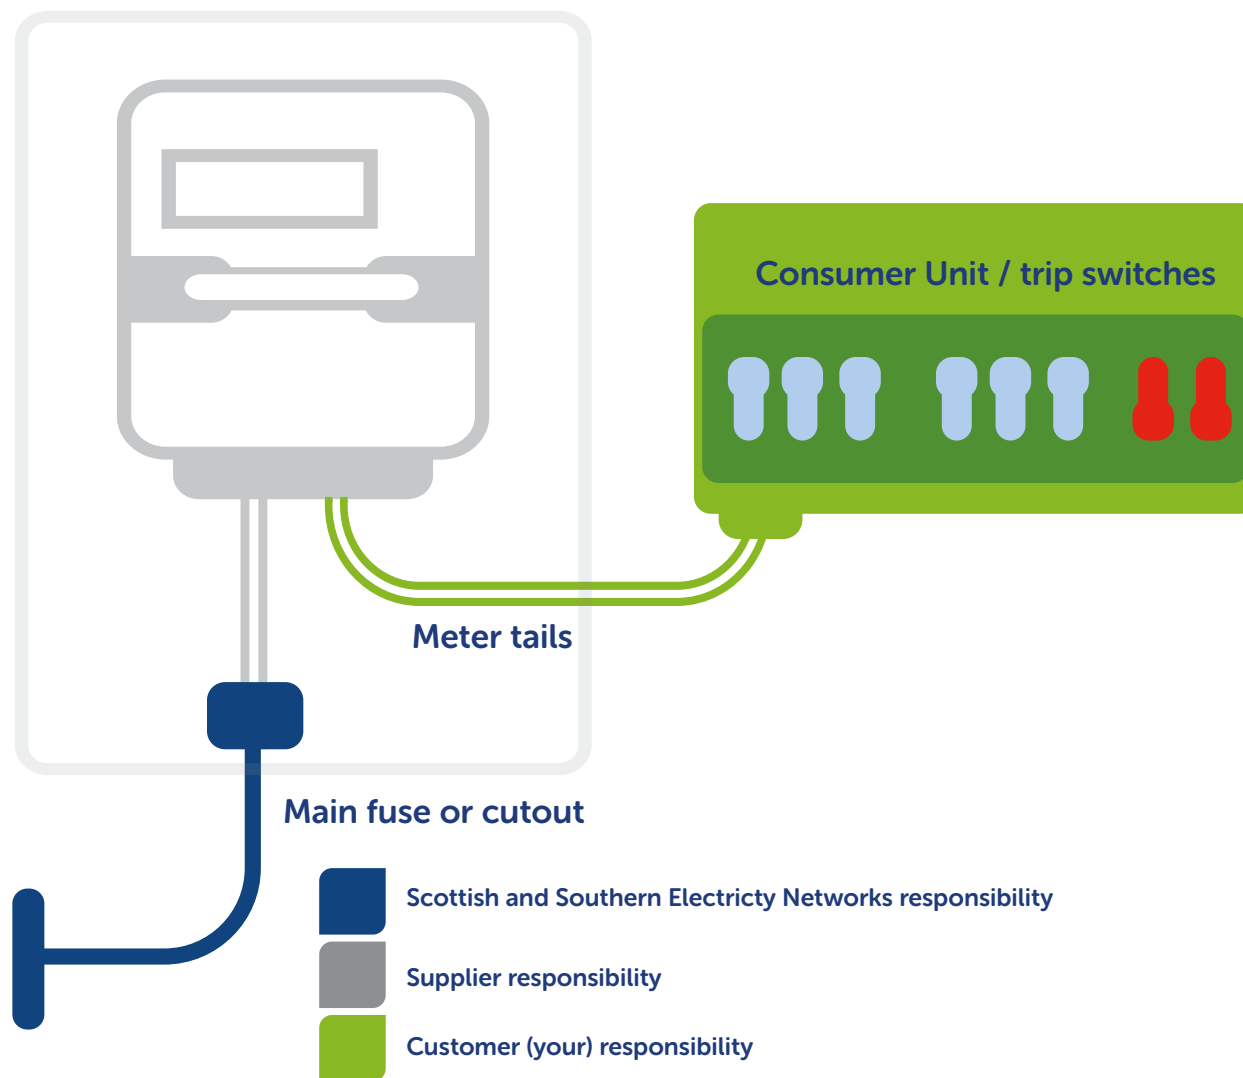 Consumer Unit / trip switches
Meter tails
Main fuse or cutout
Scottish and Southern Electricty Networks responsibility
Supplier responsibility
Customer (your) responsibility